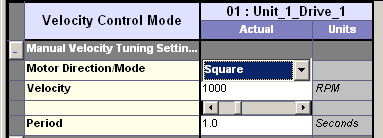 Velocity Control Mode
01 : Unit_1_Drive_1
Actual Units
Manual Velocity Tuning Settin...
Motor Direction/Mode Square
Velocity 1000 RPM
Period 1.0 Seconds